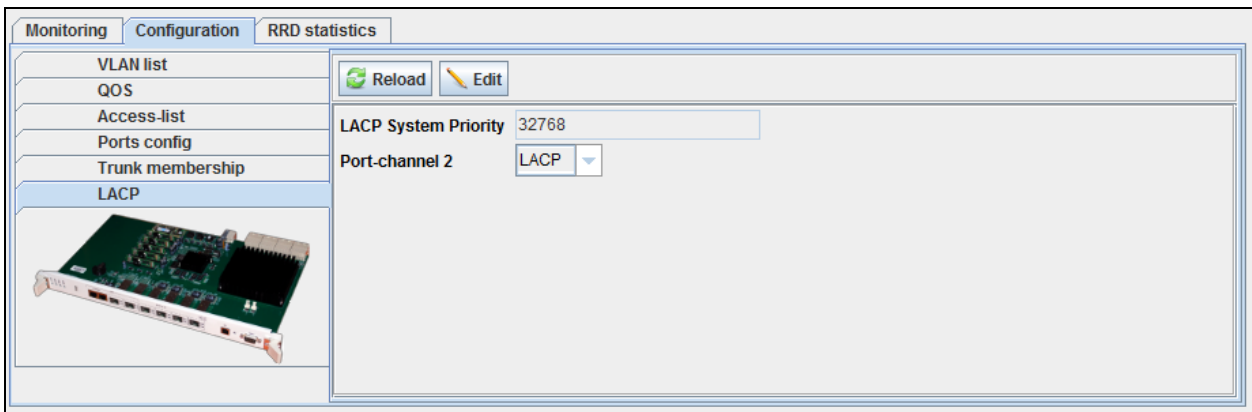 Monitoring Configuration RRD statistics
VLAN list
QOS
Access-list
Ports config
Trunk membership
LACP
Reload Edit
LACP System Priority 32768
Port-channel 2 LACP